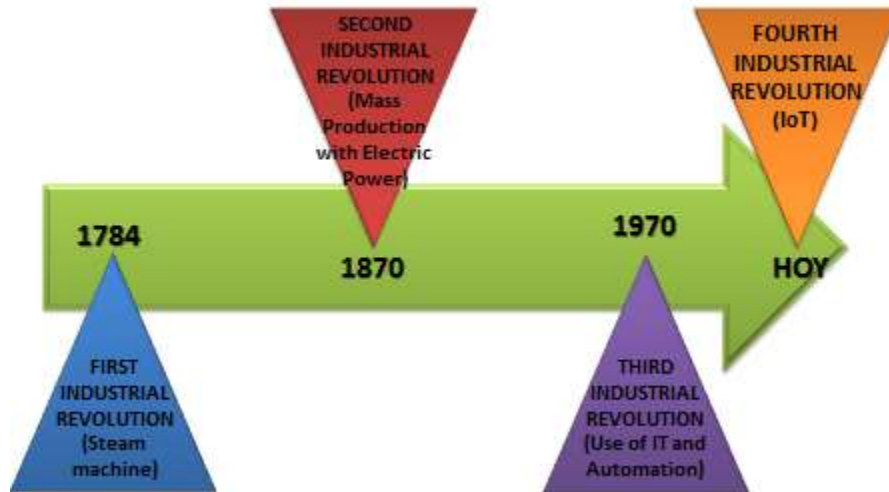 SECOND
INDUSTRIAL
REVOLUTION
(Mass
Production
with Electric
Power)
FOURTH
INDUSTRIAL
REVOLUTION
(IoT)
1784
1870
1970
HOY
FIRST
INDUSTRIAL
REVOLUTION
(Steam
machine)
THIRD
INDUSTRIAL
REVOLUTION
(Use of IT and
Automation)